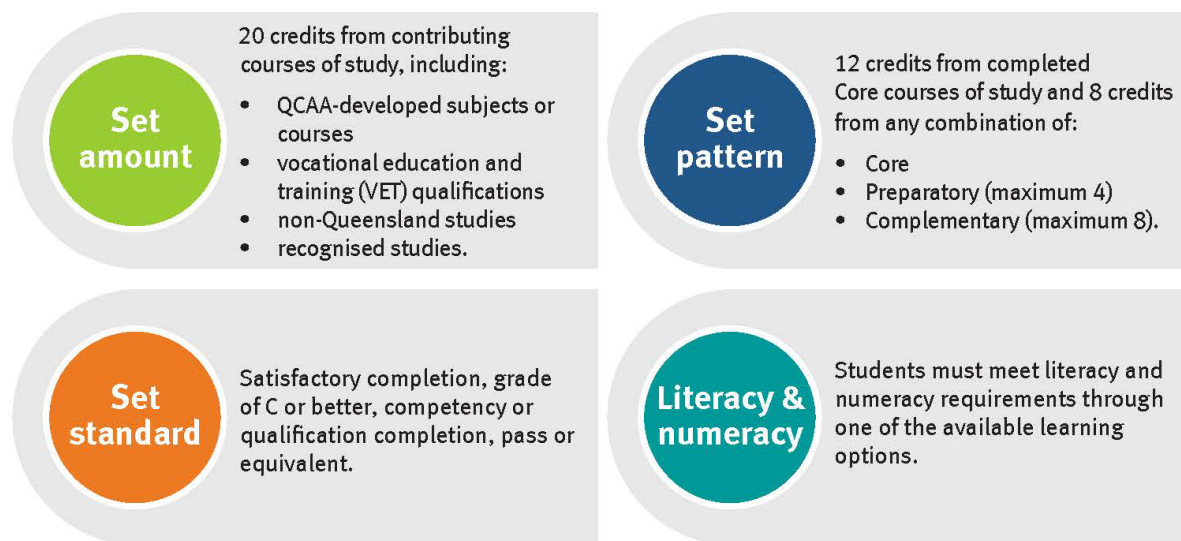 Set
amount
20 credits from contributing
courses of study, including:
• QCAA-developed subjects or
courses
• vocational education and
training (VET) qualifications
• non-Queensland studies
• recognised studies.
Set
pattern
12 credits from completed
Core courses of study and 8 credits
from any combination of:
• Core
• Preparatory (maximum 4)
• Complementary (maximum 8).
Set
standard
Satisfactory completion, grade
of C or better, competency or
qualification completion, pass or
equivalent.
Literacy &
numeracy
Students must meet literacy and
numeracy requirements through
one of the available learning
options.